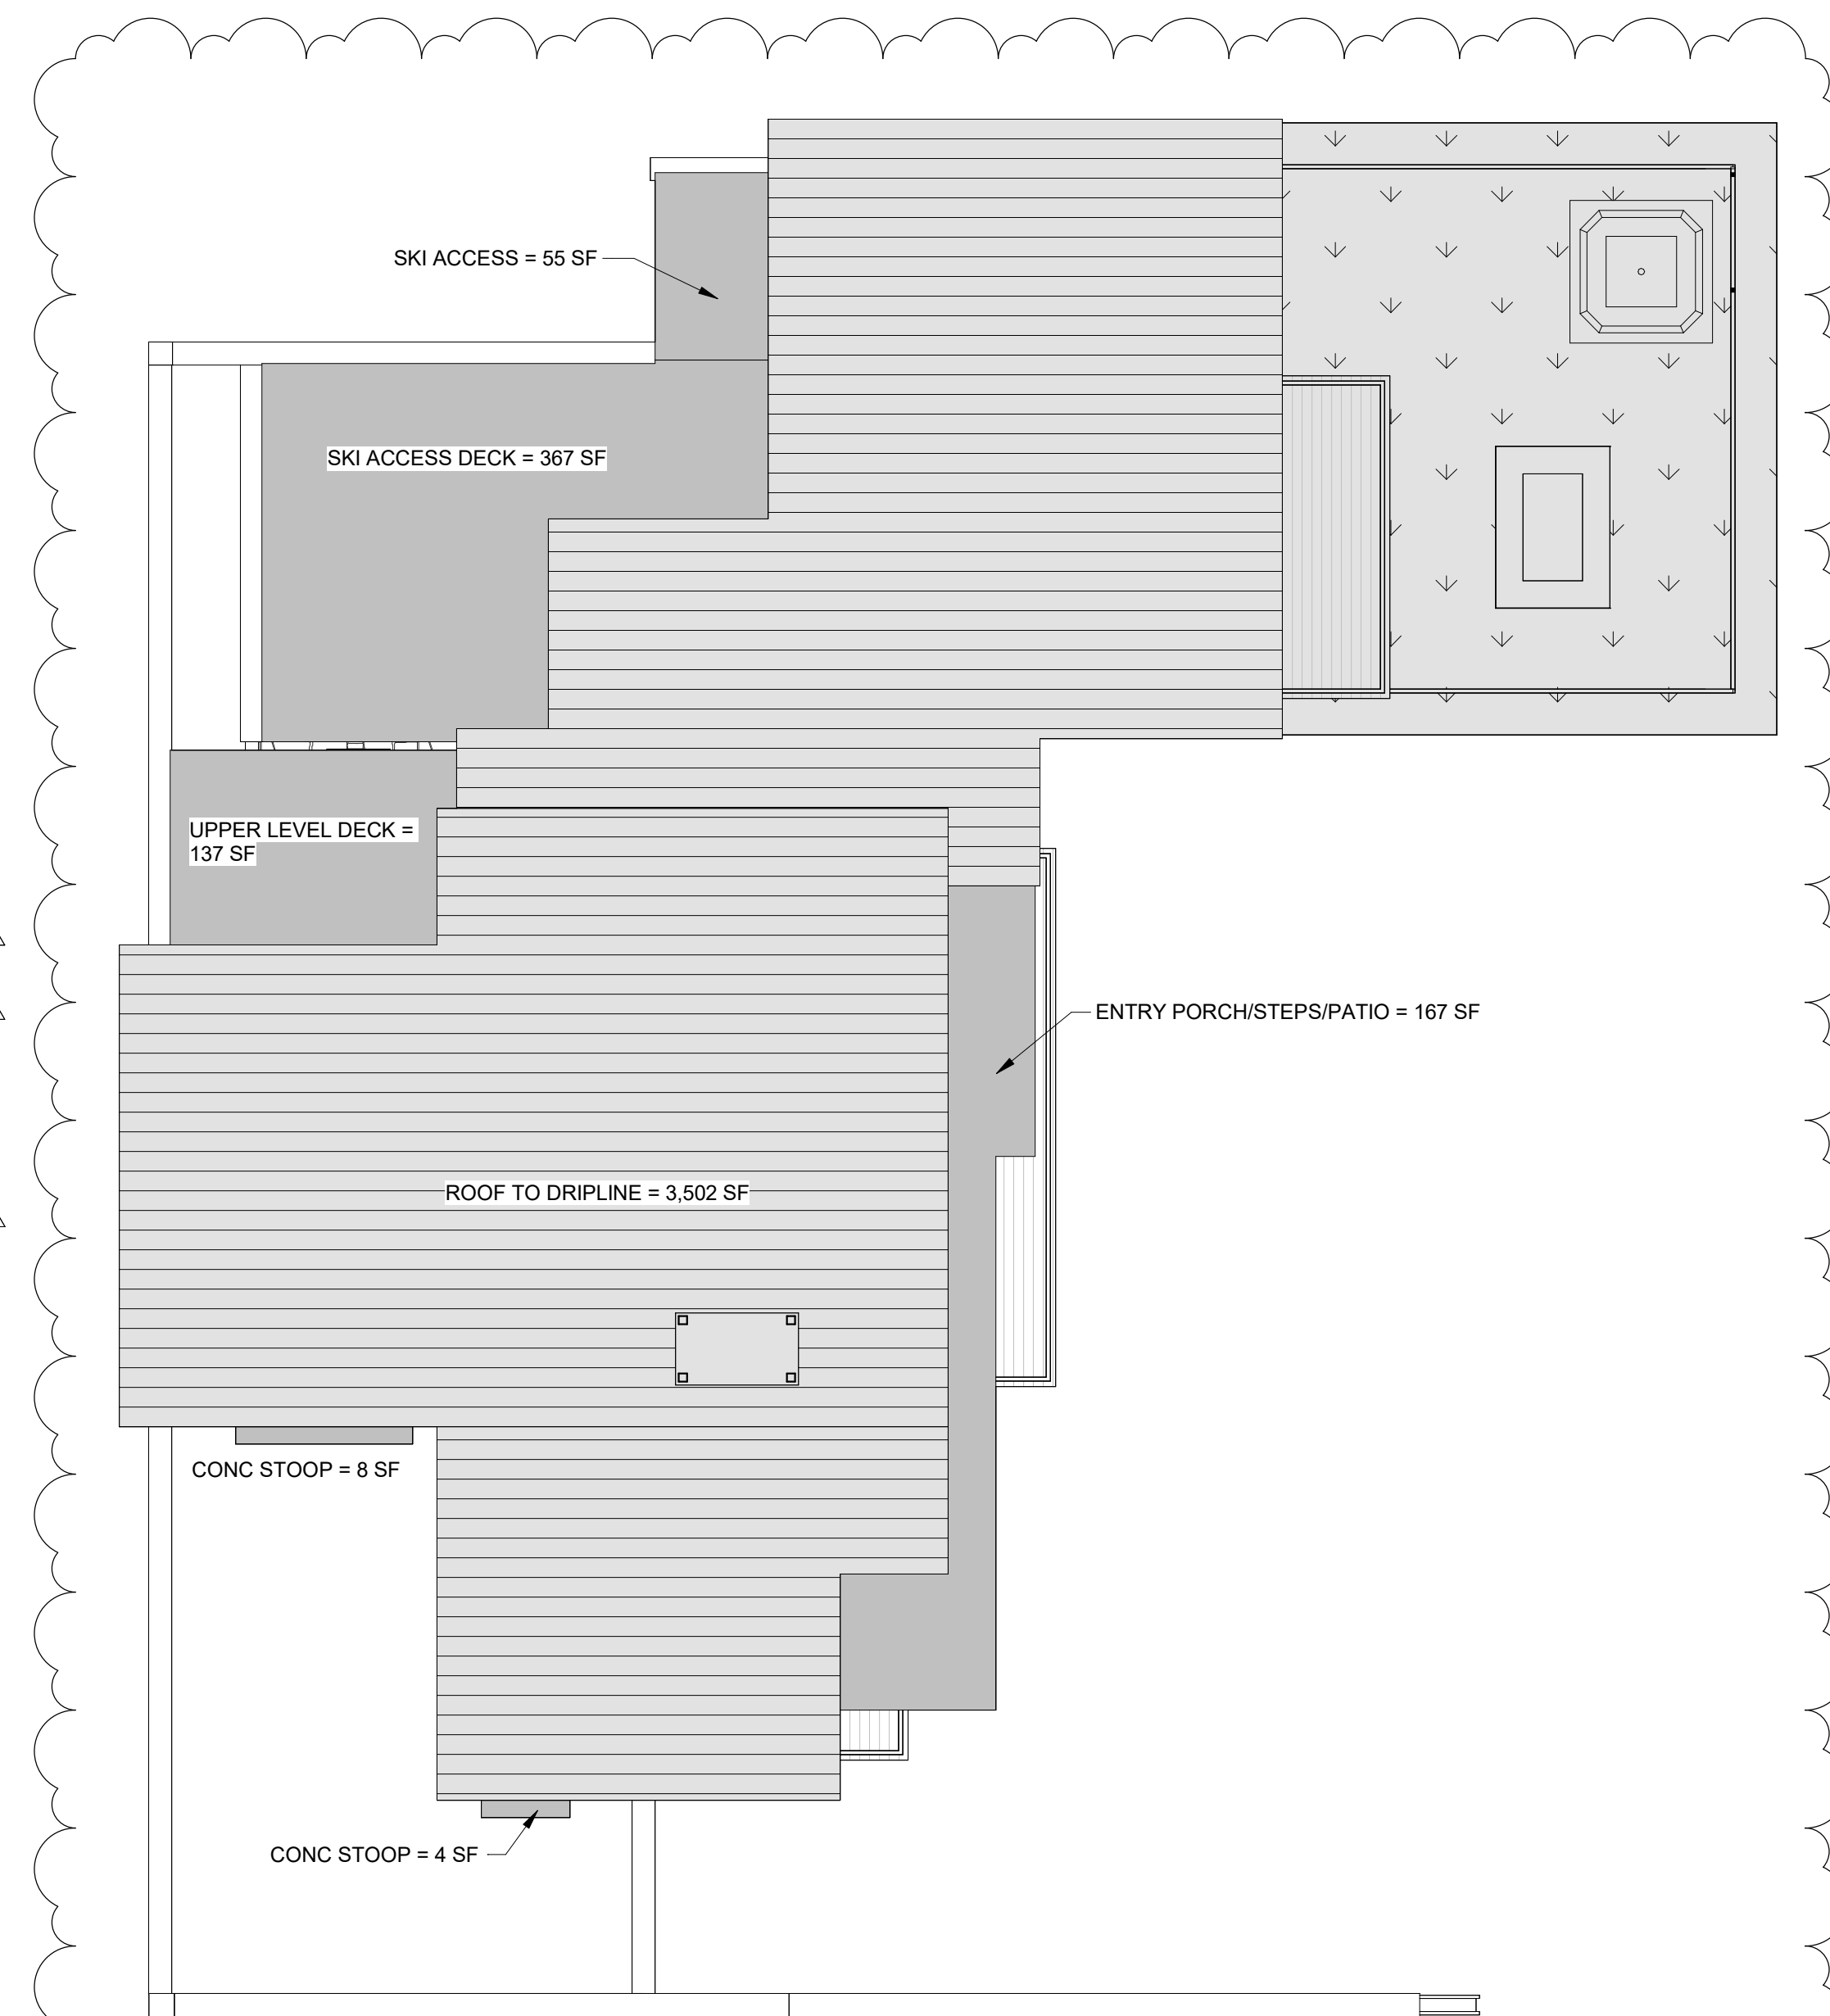 SKI ACCESS = 55 SF
SKI ACCESS DECK = 367 SF
UPPER LEVEL DECK =
137 SF
ENTRY PORCH/STEPS/PATIO = 167 SF
ROOF TO DRIPLINE = 3,502 SF
CONC STOOP = 8 SF
CONC STOOP = 4 SF